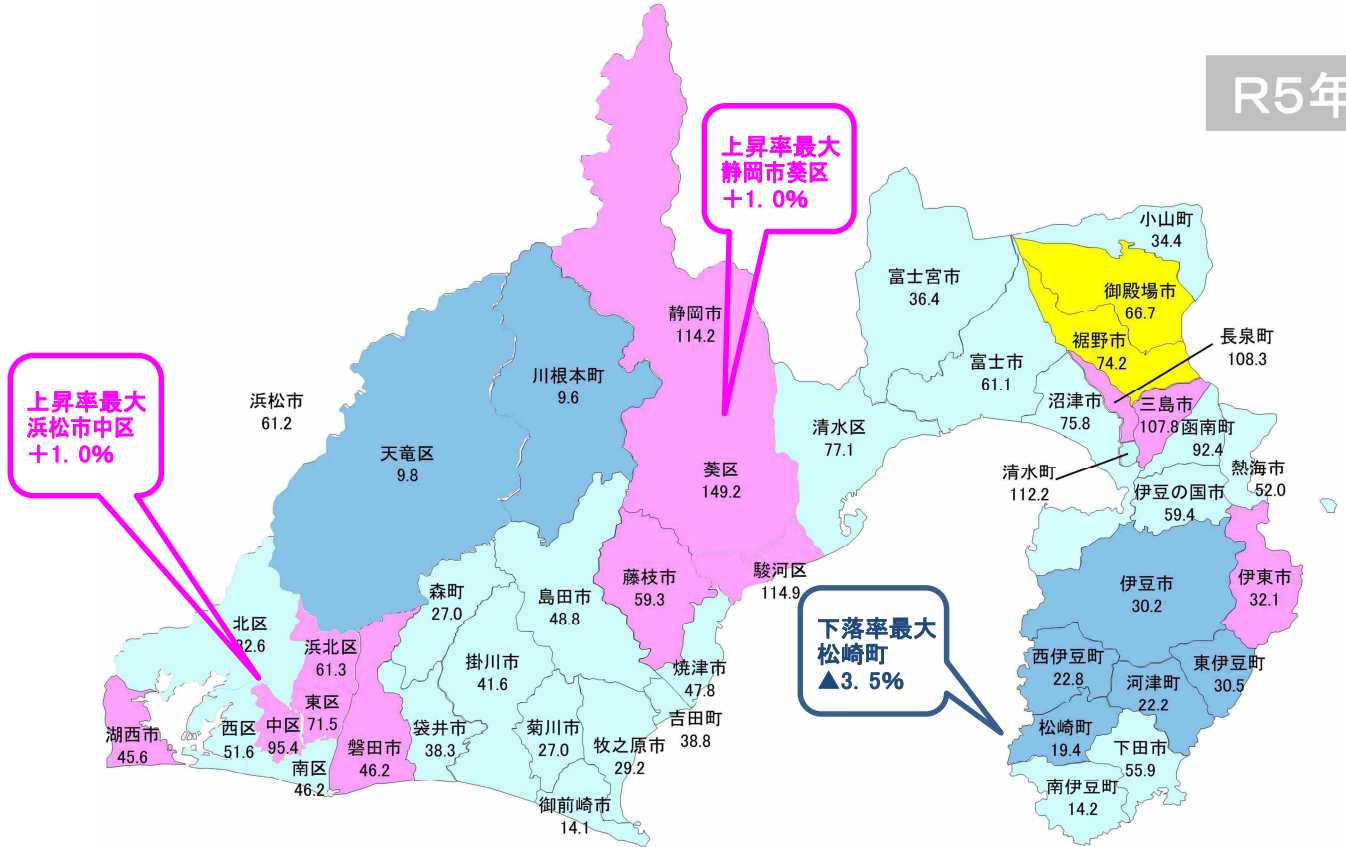 R5年
上昇率最大
静岡市葵区
＋1．0％
小山町
34.4
富士宮市
36.4
御殿場市
66.7
静岡市
114.2
裾野市
74.2
長泉町
108.3
富士市
61.1
上昇率最大
浜松市中区
＋1．0％
浜松市
61.2
川根本町
9.6
沼津市
75.8
三島市
107.8
函南町
92.4
清水区
77.1
天竜区
9.8
葵区
149.2
清水町
112.2
熱海市
52.0
伊豆の国市
59.4
森町
27.0
島田市
48.8
藤枝市
59.3
駿河区
114.9
伊豆市
30.2
伊東市
32.1
下落率最大
松崎町
▲3．5％
北区
浜北区
61.3
掛川市
41.6
焼津市
47.8
西伊豆町
22.8
東伊豆町
30.5
河津町
22.2
湖西市
45.6
西区
51.6
中区
95.4
東区
71.5
磐田市
46.2
袋井市
38.3
菊川市
27.0
吉田町
38.8
牧之原市
29.2
松崎町
19.4
下田市
55.9
南区
46.2
御前崎市
14.1
南伊豆町
14.2